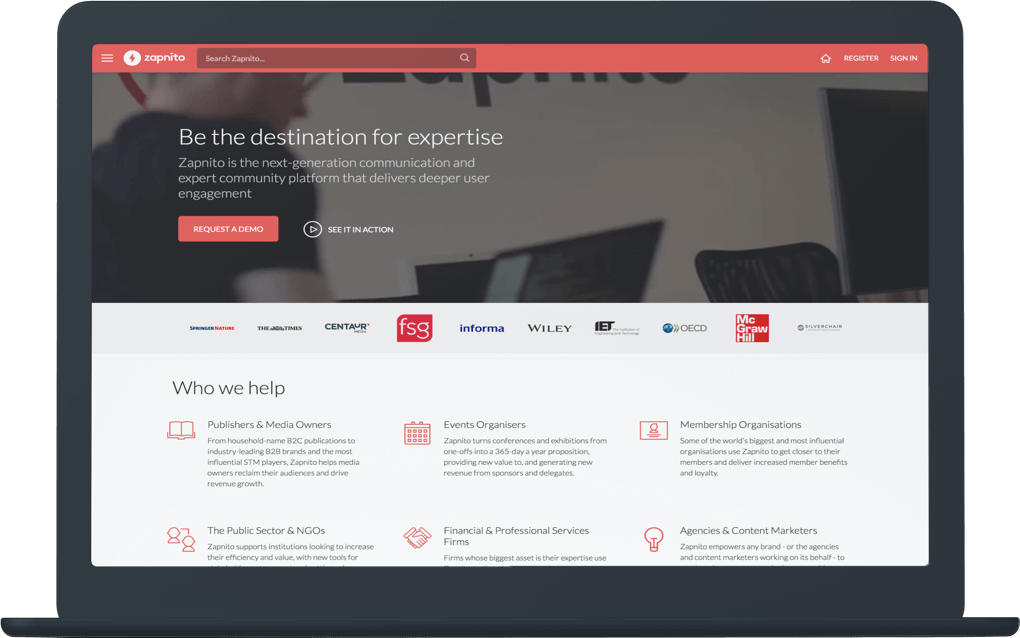 zapnito
Search Zapnito...
REGISTER
SIGN IN
Zapnito
Be the destination for expertise
Zapnito is the next-generation communication and
expert community platform that delivers deeper user
engagement
REQUEST A DEMO
SEE IT IN ACTION
SPRINGER NATURE
THE TIMES
CENTAUR
MEDIA
fsg
informa
WILEY
IET
The Institution of
Engineering and Technology
OECD
Mc
Graw
Hill
SILVERCHAIR
Who we help
Publishers & Media Owners
From household-name B2C publications to
industry-leading B2B brands and the most
influential STM players, Zapnito helps media
owners reclaim their audiences and drive
revenue growth.
Events Organisers
Zapnito turns conferences and exhibitions from
one-offs into a 365-day a year proposition,
providing new value to, and generating new
revenue from sponsors and delegates.
Membership Organisations
Some of the world's biggest and most influential
organisations use Zapnito to get closer to their
members and deliver increased member benefits
and loyalty.
The Public Sector & NGOs
Zapnito supports institutions looking to increase
their efficiency and value, with new tools for
Financial & Professional Services
Firms
Firms whose biggest asset is their expertise use
Agencies & Content Marketers
Zapnito empowers any brand - or the agencies
and content marketers working on its behalf - to